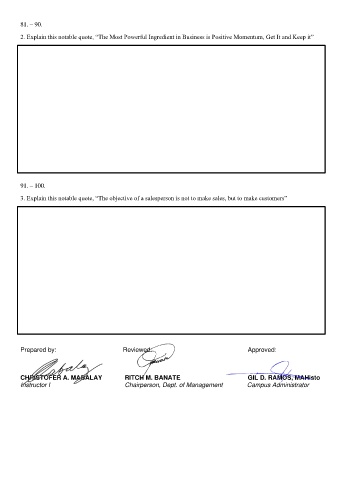 81. – 90.
2. Explain this notable quote, “The Most Powerful Ingredient in Business is Positive Momentum, Get It and Keep it”
91. – 100.
3. Explain this notable quote, “The objective of a salesperson is not to make sales, but to make customers”
Prepared by: Reviewed: Approved:
CHRISTOFER A. MABALAY RITCH M. BANATE GIL D. RAMOS, MAHisto
Instructor I Chairperson, Dept. of Management Campus Administrator